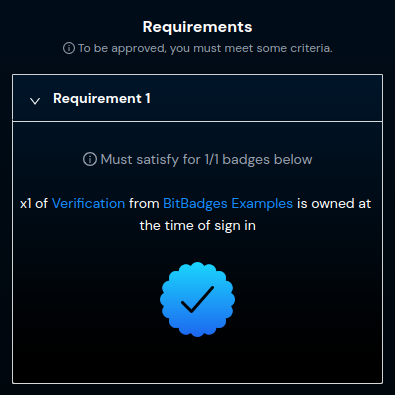 Requirements
To be approved, you must meet some criteria.
Requirement 1
Must satisfy for 1/1 badges below
x1 of Verification from BitBadges Examples is owned at
the time of sign in